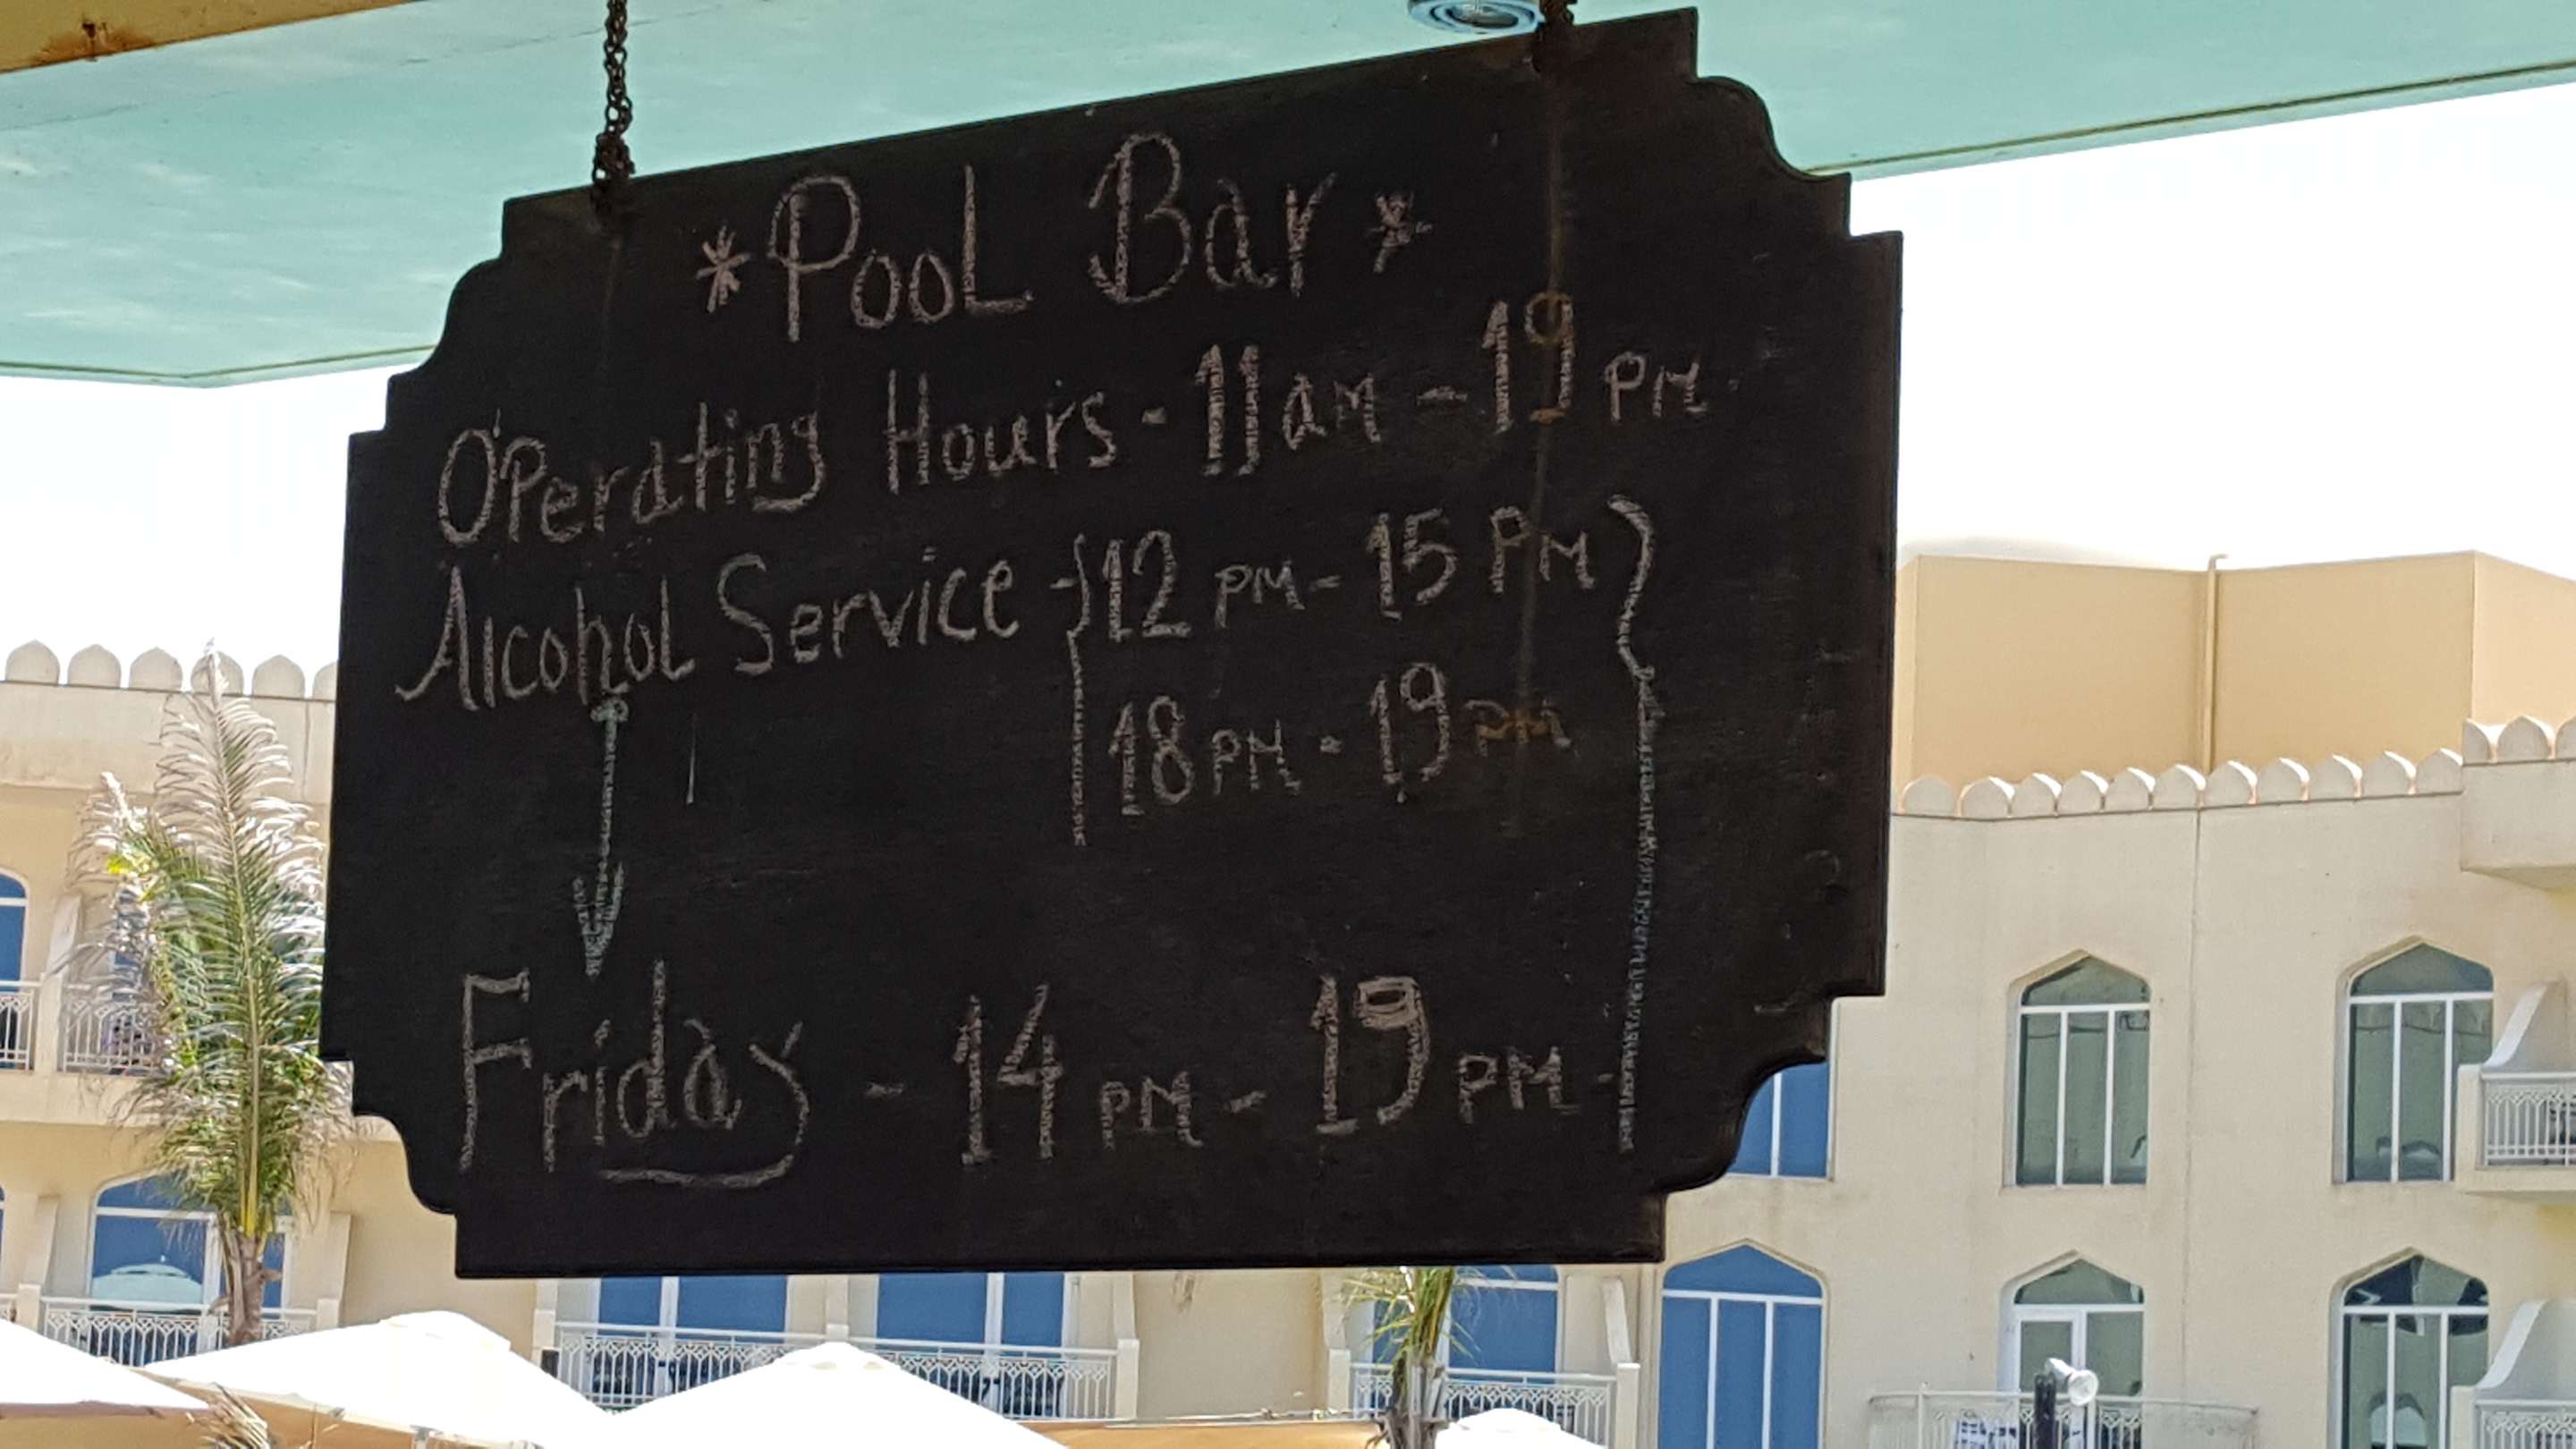 *Pool Bar*
Operating Hours - 11am - 19 PM
Alcohol Service { 12 PM - 15 PM }
18 PM - 19 PM
Friday - 14 PM - 19 PM.